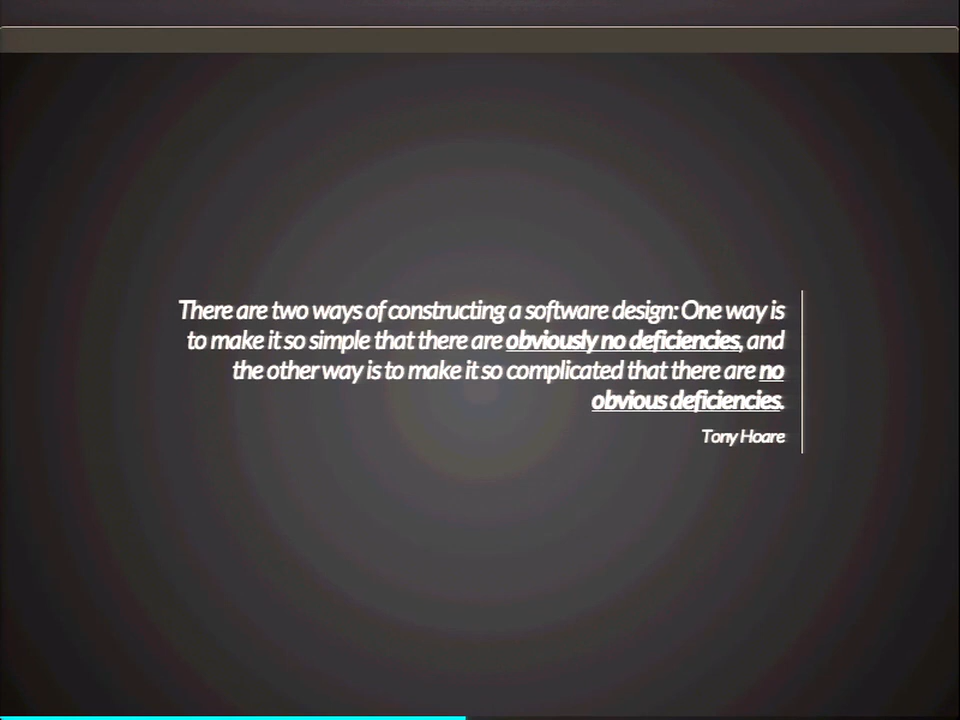 There are two ways of constructing a software design: One way is
to make it so simple that there are obviously no deficiencies, and
the other way is to make it so complicated that there are no
obvious deficiencies.
Tony Hoare